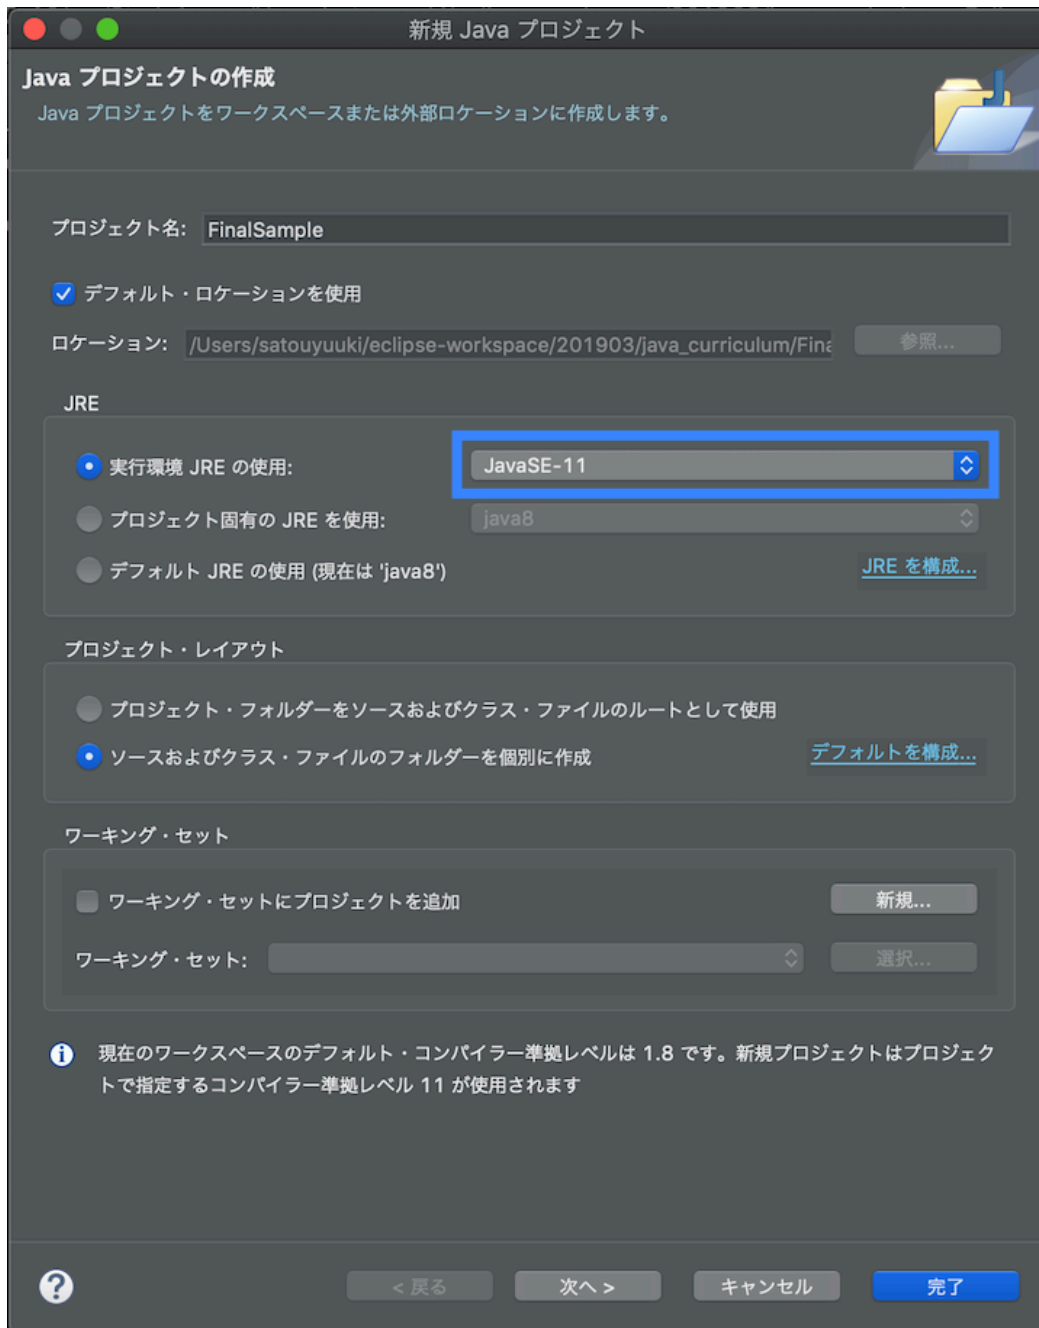 新規 Java プロジェクト
Java プロジェクトの作成
Java プロジェクトをワークスペースまたは外部ロケーションに作成します。
プロジェクト名: FinalSample
デフォルト・ロケーションを使用
ロケーション: /Users/satouyuuki/eclipse-workspace/201903/java_curriculum/Fina 参照...
JRE
実行環境 JRE の使用: JavaSE-11
プロジェクト固有の JRE を使用: java8
デフォルト JRE の使用 (現在は 'java8') JRE を構成...
プロジェクト・レイアウト
プロジェクト・フォルダーをソースおよびクラス・ファイルのルートとして使用
ソースおよびクラス・ファイルのフォルダーを個別に作成 デフォルトを構成...
ワーキング・セット
ワーキング・セットにプロジェクトを追加 新規...
ワーキング・セット: 選択...
現在のワークスペースのデフォルト・コンパイラー準拠レベルは 1.8 です。新規プロジェクトはプロジェク
トで指定するコンパイラー準拠レベル 11 が使用されます
? < 戻る 次へ > キャンセル 完了